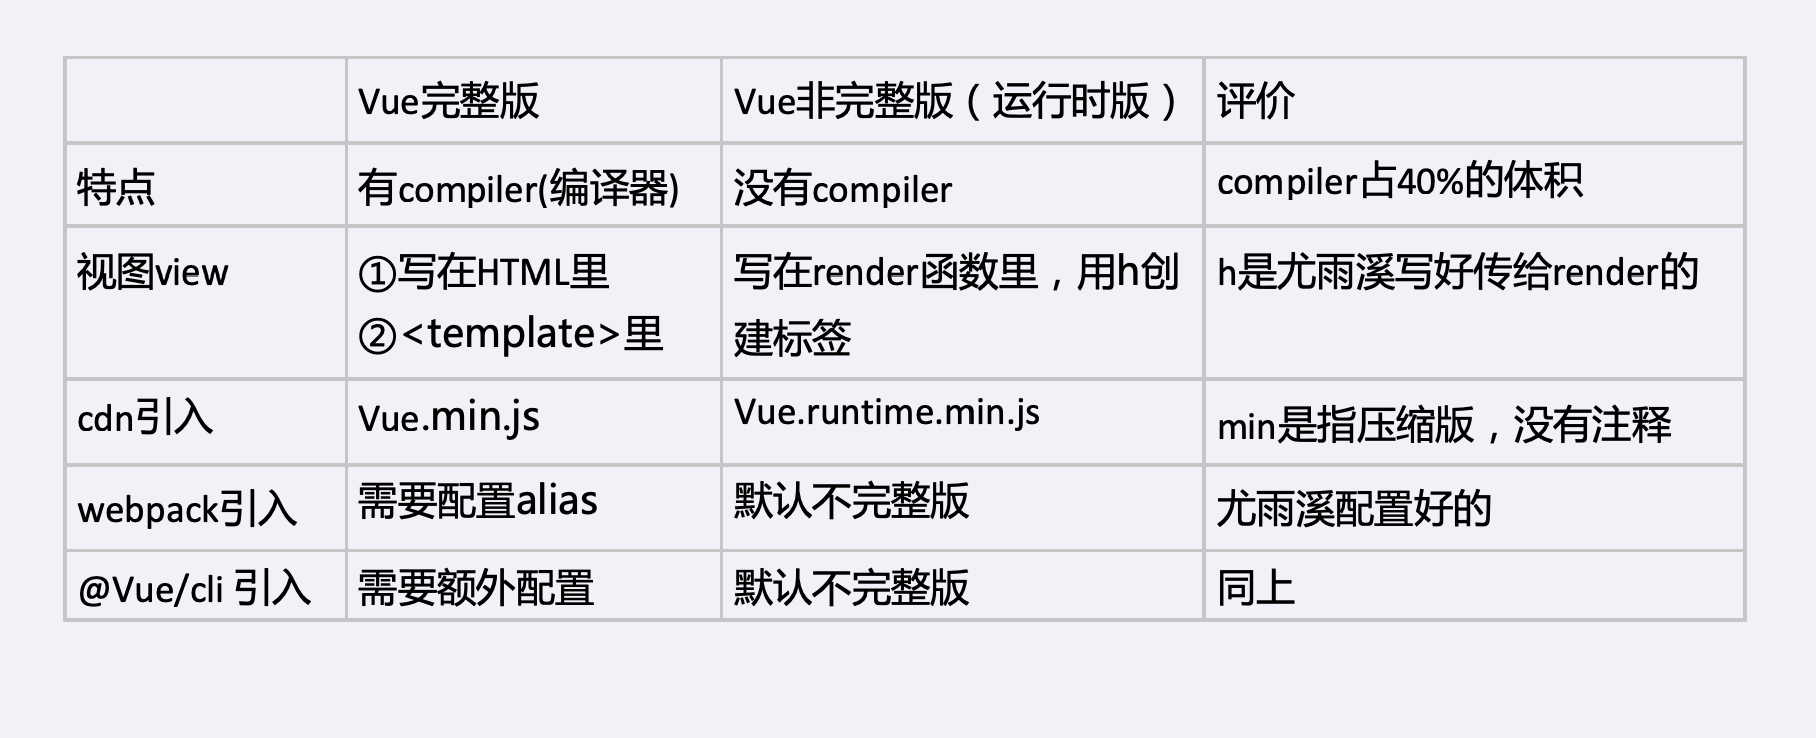 Vue完整版
Vue非完整版（运行时版）
评价
特点
有compiler(编译器)
没有compiler
compiler占40%的体积
视图view
①写在HTML里
②<template>里
写在render函数里，用h创
建标签
h是尤雨溪写好传给render的
cdn引入
Vue.min.js
Vue.runtime.min.js
min是指压缩版，没有注释
webpack引入
需要配置alias
默认不完整版
尤雨溪配置好的
@Vue/cli 引入
需要额外配置
默认不完整版
同上